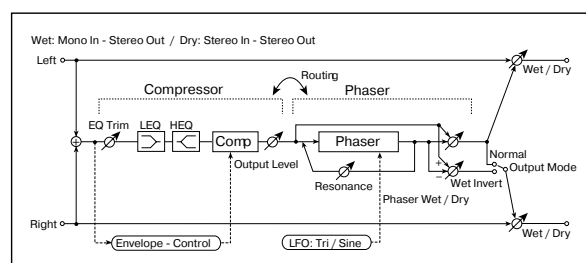 Wet: Mono In - Stereo Out / Dry: Stereo In - Stereo Out
Left
Wet / Dry
Routing
Compressor
Phaser
EQ Trim
LEQ
HEQ
Comp
Output Level
Phaser
Resonance
+
−
Normal
Output Mode
Wet Invert
Phaser Wet / Dry
Right
Wet / Dry
Envelope - Control
LFO: Tri / Sine